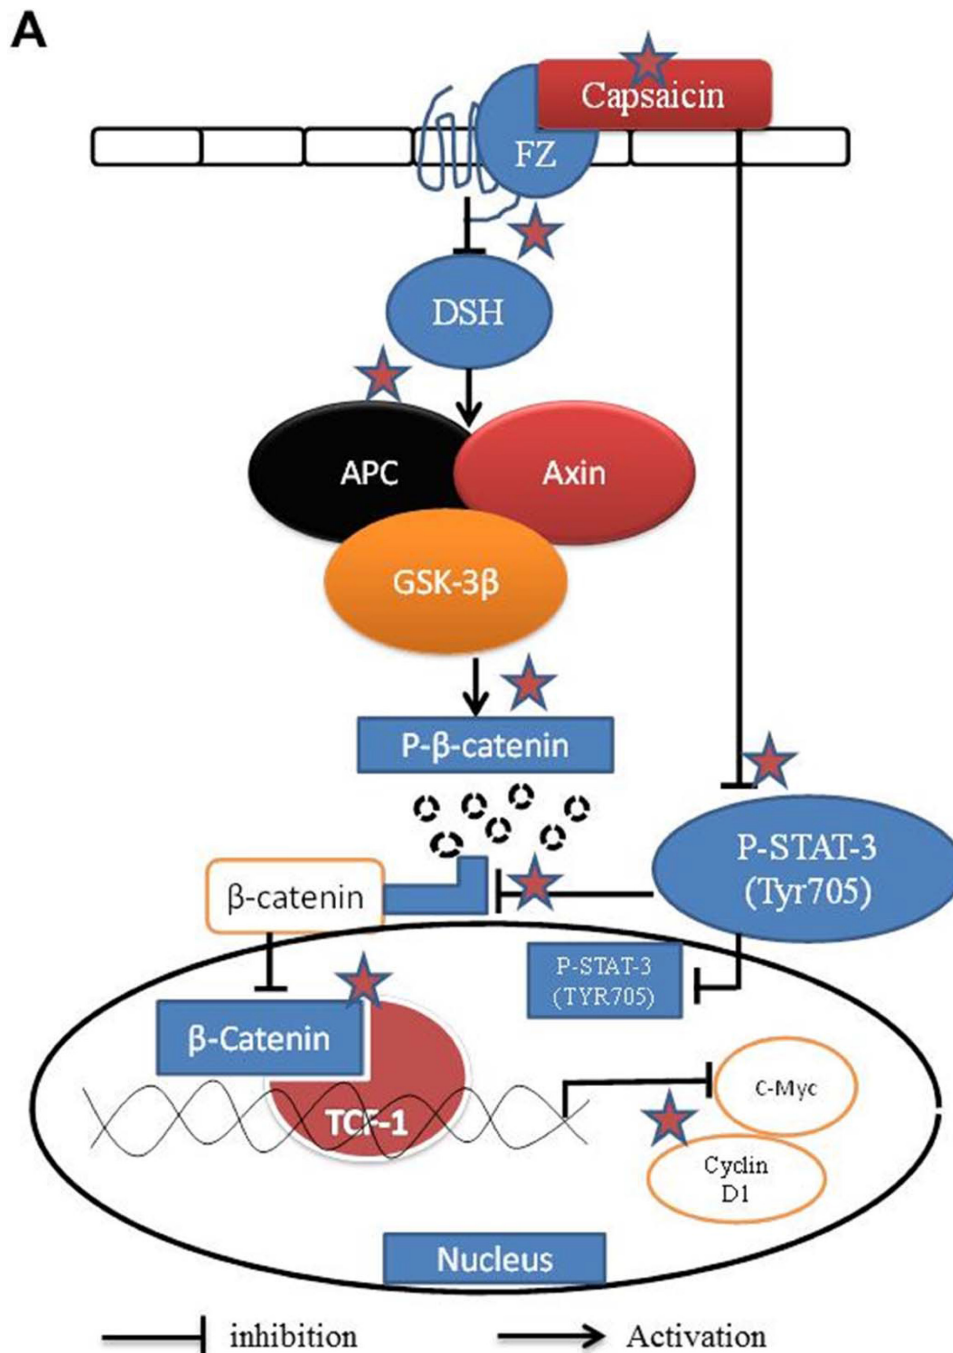 A
Capsaicin
FZ
DSH
APC
Axin
GSK-3β
P-β-catenin
P-STAT-3
(Tyr705)
β-catenin
P-STAT-3
(TYR705)
β-Catenin
TCF-1
C-Myc
Cyclin
D1
Nucleus
inhibition
Activation